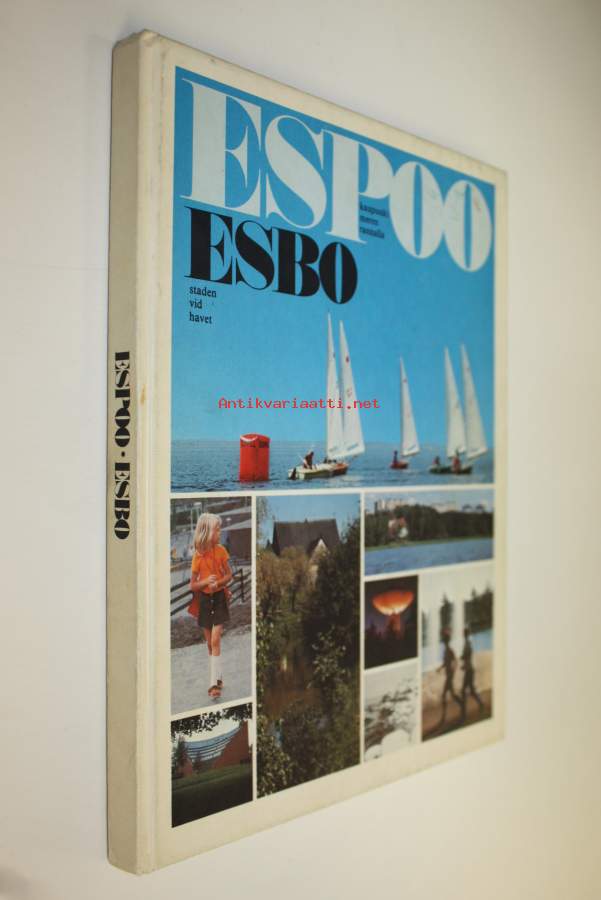 ESPOO
kaupunki
meren
rannalla
ESBO
staden
vid
havet
Antikvariaatti.net
ESPOO • ESBO